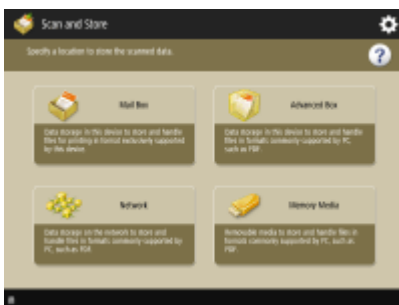 Scan and Store
Specify a location to store the scanned data.
Mail Box
Data storage in this device to store and handle
files for printing in format exclusively supported
by this device.
Advanced Box
Data storage in this device to store and handle
files in formats commonly supported by PC,
such as PDF.
Network
Data storage on the network to store and
handle files in formats commonly supported by
PC, such as PDF.
Memory Media
Removable media to store and handle files in
formats commonly supported by PC, such as
PDF.